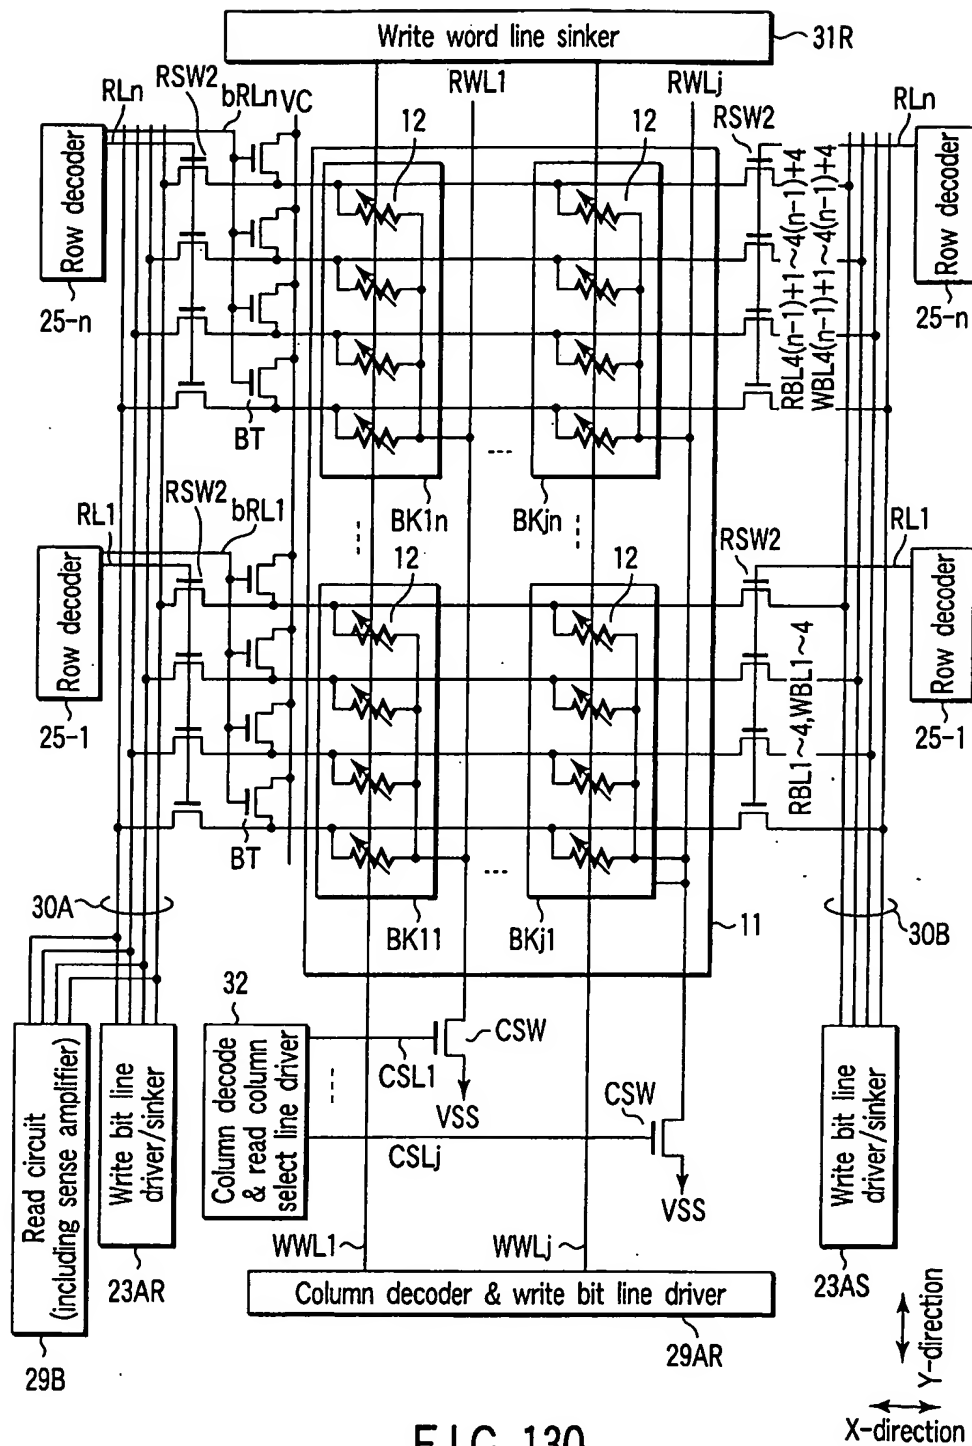 Write word line sinker
31R
RSW2
RWL1
RWLj
RLn
bRLn
VC
12
12
RSW2
RLn
Row decoder
25-n
Row decoder
25-n
RBL4(n-1)+1~4(n-1)+4
WBL4(n-1)+1~4(n-1)+4
BT
BK1n
BKjn
RSW2
RL1
bRL1
12
12
RSW2
RL1
Row decoder
25-1
Row decoder
25-1
RBL1~4,WBL1~4
BT
30A
BK11
BKj1
11
30B
32
Column decode
& read column
select line driver
CSL1
CSW
VSS
CSLj
CSW
VSS
Read circuit
(including sense amplifier)
29B
Write bit line
driver/sinker
23AR
Write bit line
driver/sinker
23AS
WWL1
WWLj
Column decoder & write bit line driver
29AR
Y-direction
X-direction
FIG. 130